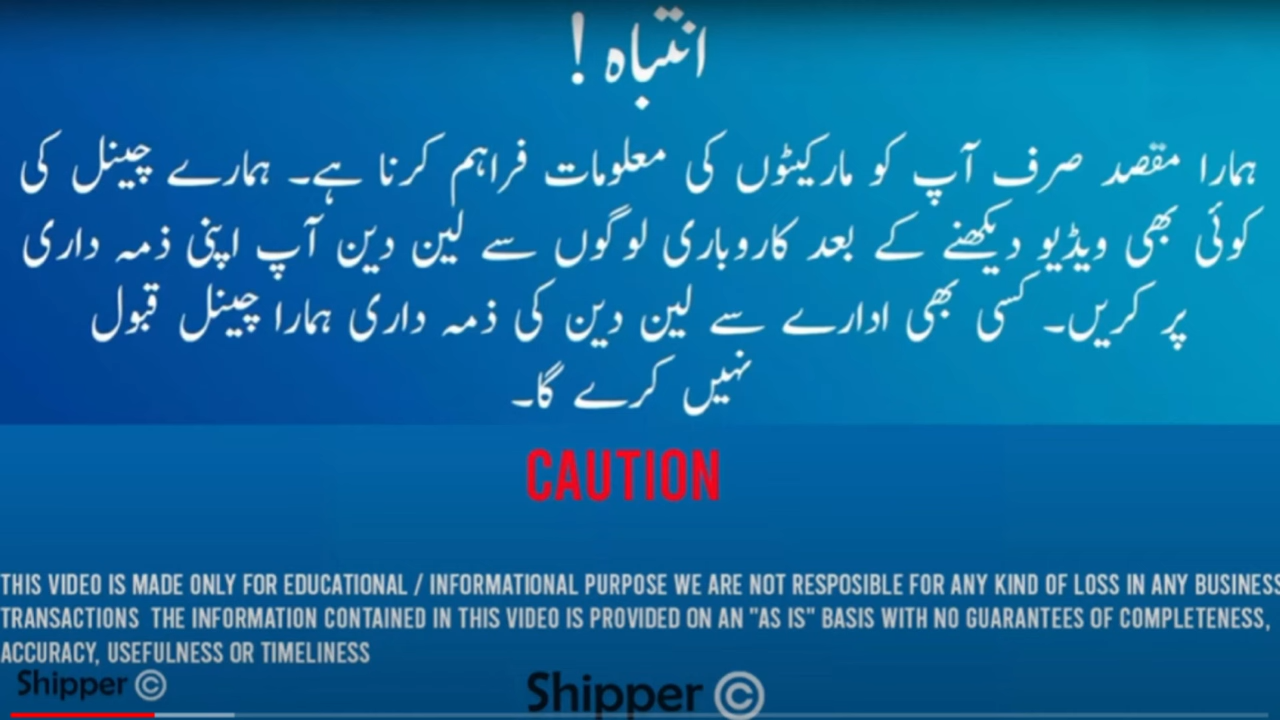 انتباہ !
ہمارا مقصد صرف آپ کو مارکیٹوں کی معلومات فراہم کرنا ہے۔ ہمارے چینل کی
کوئی بھی ویڈیو دیکھنے کے بعد کاروباری لوگوں سے لین دین آپ اپنی ذمہ داری
پر کریں۔ کسی بھی ادارے سے لین دین کی ذمہ داری ہمارا چینل قبول
نہیں کرے گا۔
CAUTION
THIS VIDEO IS MADE ONLY FOR EDUCATIONAL / INFORMATIONAL PURPOSE WE ARE NOT RESPOSIBLE FOR ANY KIND OF LOSS IN ANY BUSINESS
TRANSACTIONS THE INFORMATION CONTAINED IN THIS VIDEO IS PROVIDED ON AN "AS IS" BASIS WITH NO GUARANTEES OF COMPLETENESS,
ACCURACY, USEFULNESS OR TIMELINESS
Shipper ©
Shipper ©